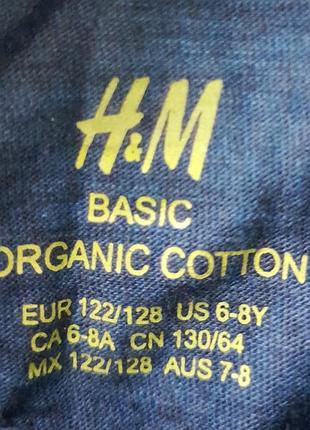 H&M
BASIC
ORGANIC COTTON
EUR 122/128 US 6-8Y
CA 6-8A CN 130/64
MX 122/128 AUS 7-8